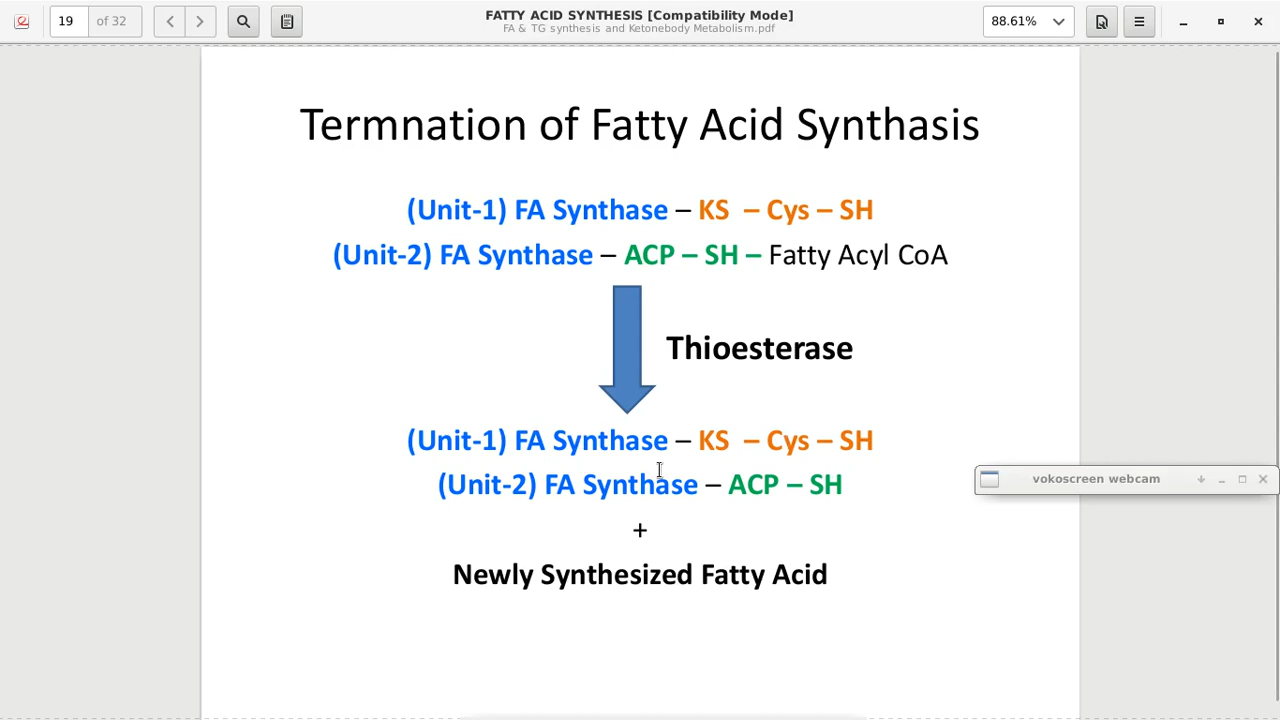 19 of 32
FATTY ACID SYNTHESIS [Compatibility Mode]
FA & TG synthesis and Ketonebody Metabolism.pdf
88.61%
Termnation of Fatty Acid Synthasis
(Unit-1) FA Synthase – KS – Cys – SH
(Unit-2) FA Synthase – ACP – SH – Fatty Acyl CoA
Thioesterase
(Unit-1) FA Synthase – KS – Cys – SH
(Unit-2) FA Synthase – ACP – SH
+
Newly Synthesized Fatty Acid
vokoscreen webcam